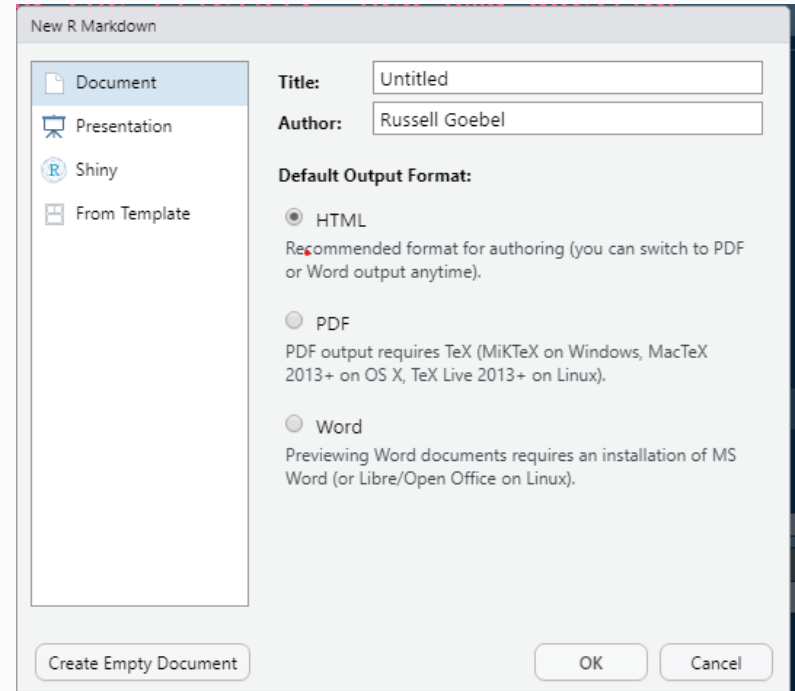 New R Markdown
Document
Presentation
R Shiny
From Template
Title: Untitled
Author: Russell Goebel
Default Output Format:
HTML
Recommended format for authoring (you can switch to PDF
or Word output anytime).
PDF
PDF output requires TeX (MiKTeX on Windows, MacTeX
2013+ on OS X, TeX Live 2013+ on Linux).
Word
Previewing Word documents requires an installation of MS
Word (or Libre/Open Office on Linux).
Create Empty Document
OK
Cancel